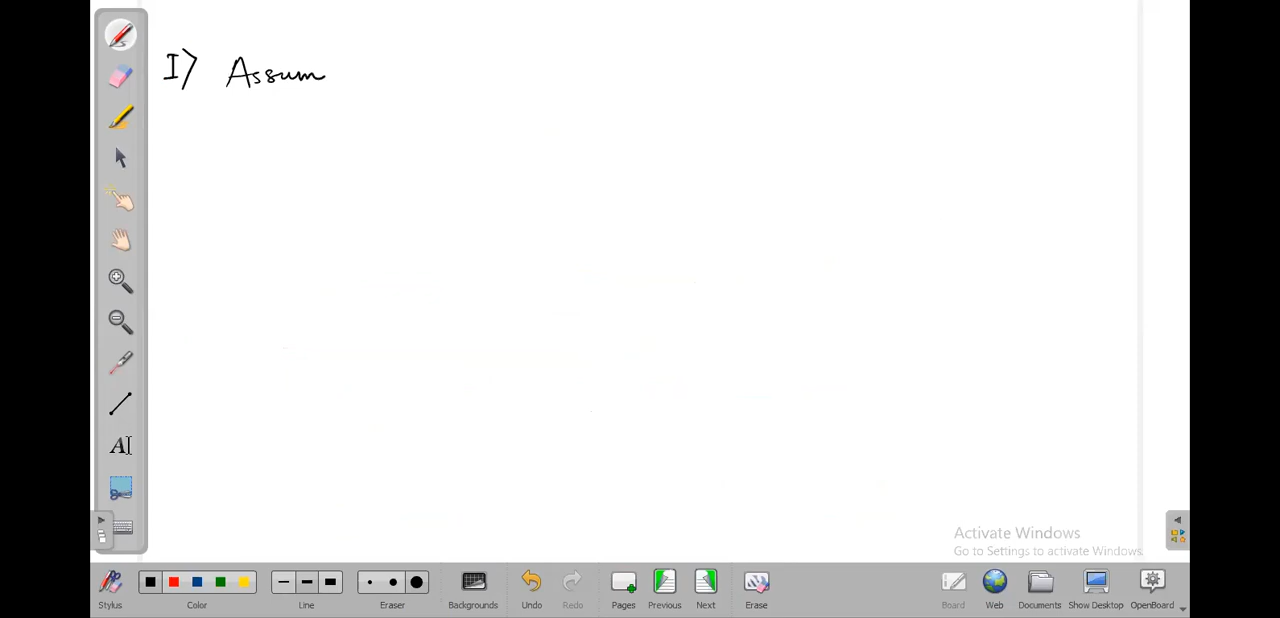 I) Assum
A
Activate Windows
Go to Settings to activate Windows.
Stylus Color Line Eraser Backgrounds Undo Redo Pages Previous Next Erase Board Web Documents Show Desktop OpenBoard